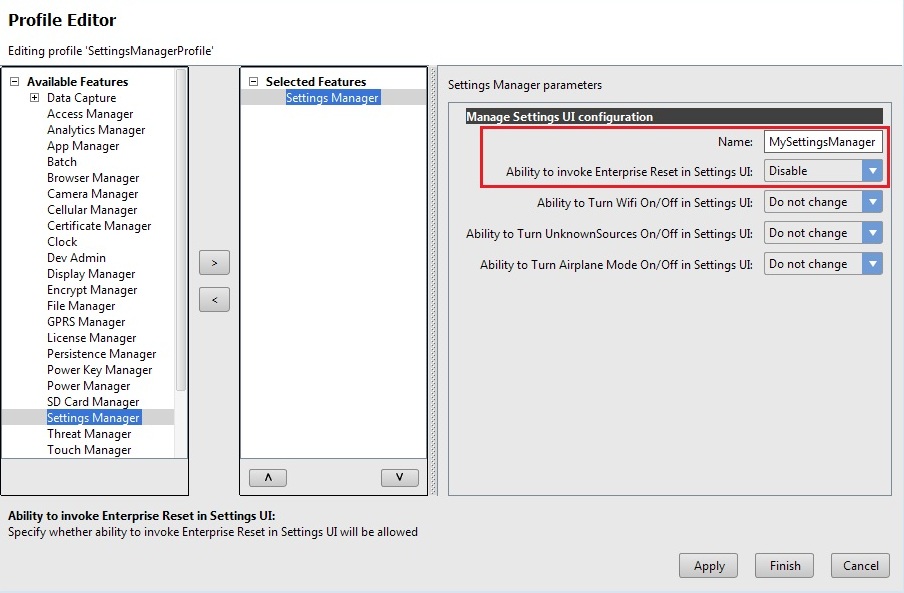 Profile Editor
Editing profile 'SettingsManagerProfile'
Available Features
Data Capture
Access Manager
Analytics Manager
App Manager
Batch
Browser Manager
Camera Manager
Cellular Manager
Certificate Manager
Clock
Dev Admin
Display Manager
Encrypt Manager
File Manager
GPRS Manager
License Manager
Persistence Manager
Power Key Manager
Power Manager
SD Card Manager
Settings Manager
Threat Manager
Touch Manager
>
<
Selected Features
Settings Manager
ʌ v
Settings Manager parameters
Manage Settings UI configuration
Name: MySettingsManager
Ability to invoke Enterprise Reset in Settings UI: Disable
Ability to Turn Wifi On/Off in Settings UI: Do not change
Ability to Turn UnknownSources On/Off in Settings UI: Do not change
Ability to Turn Airplane Mode On/Off in Settings UI: Do not change
Ability to invoke Enterprise Reset in Settings UI:
Specify whether ability to invoke Enterprise Reset in Settings UI will be allowed
Apply Finish Cancel